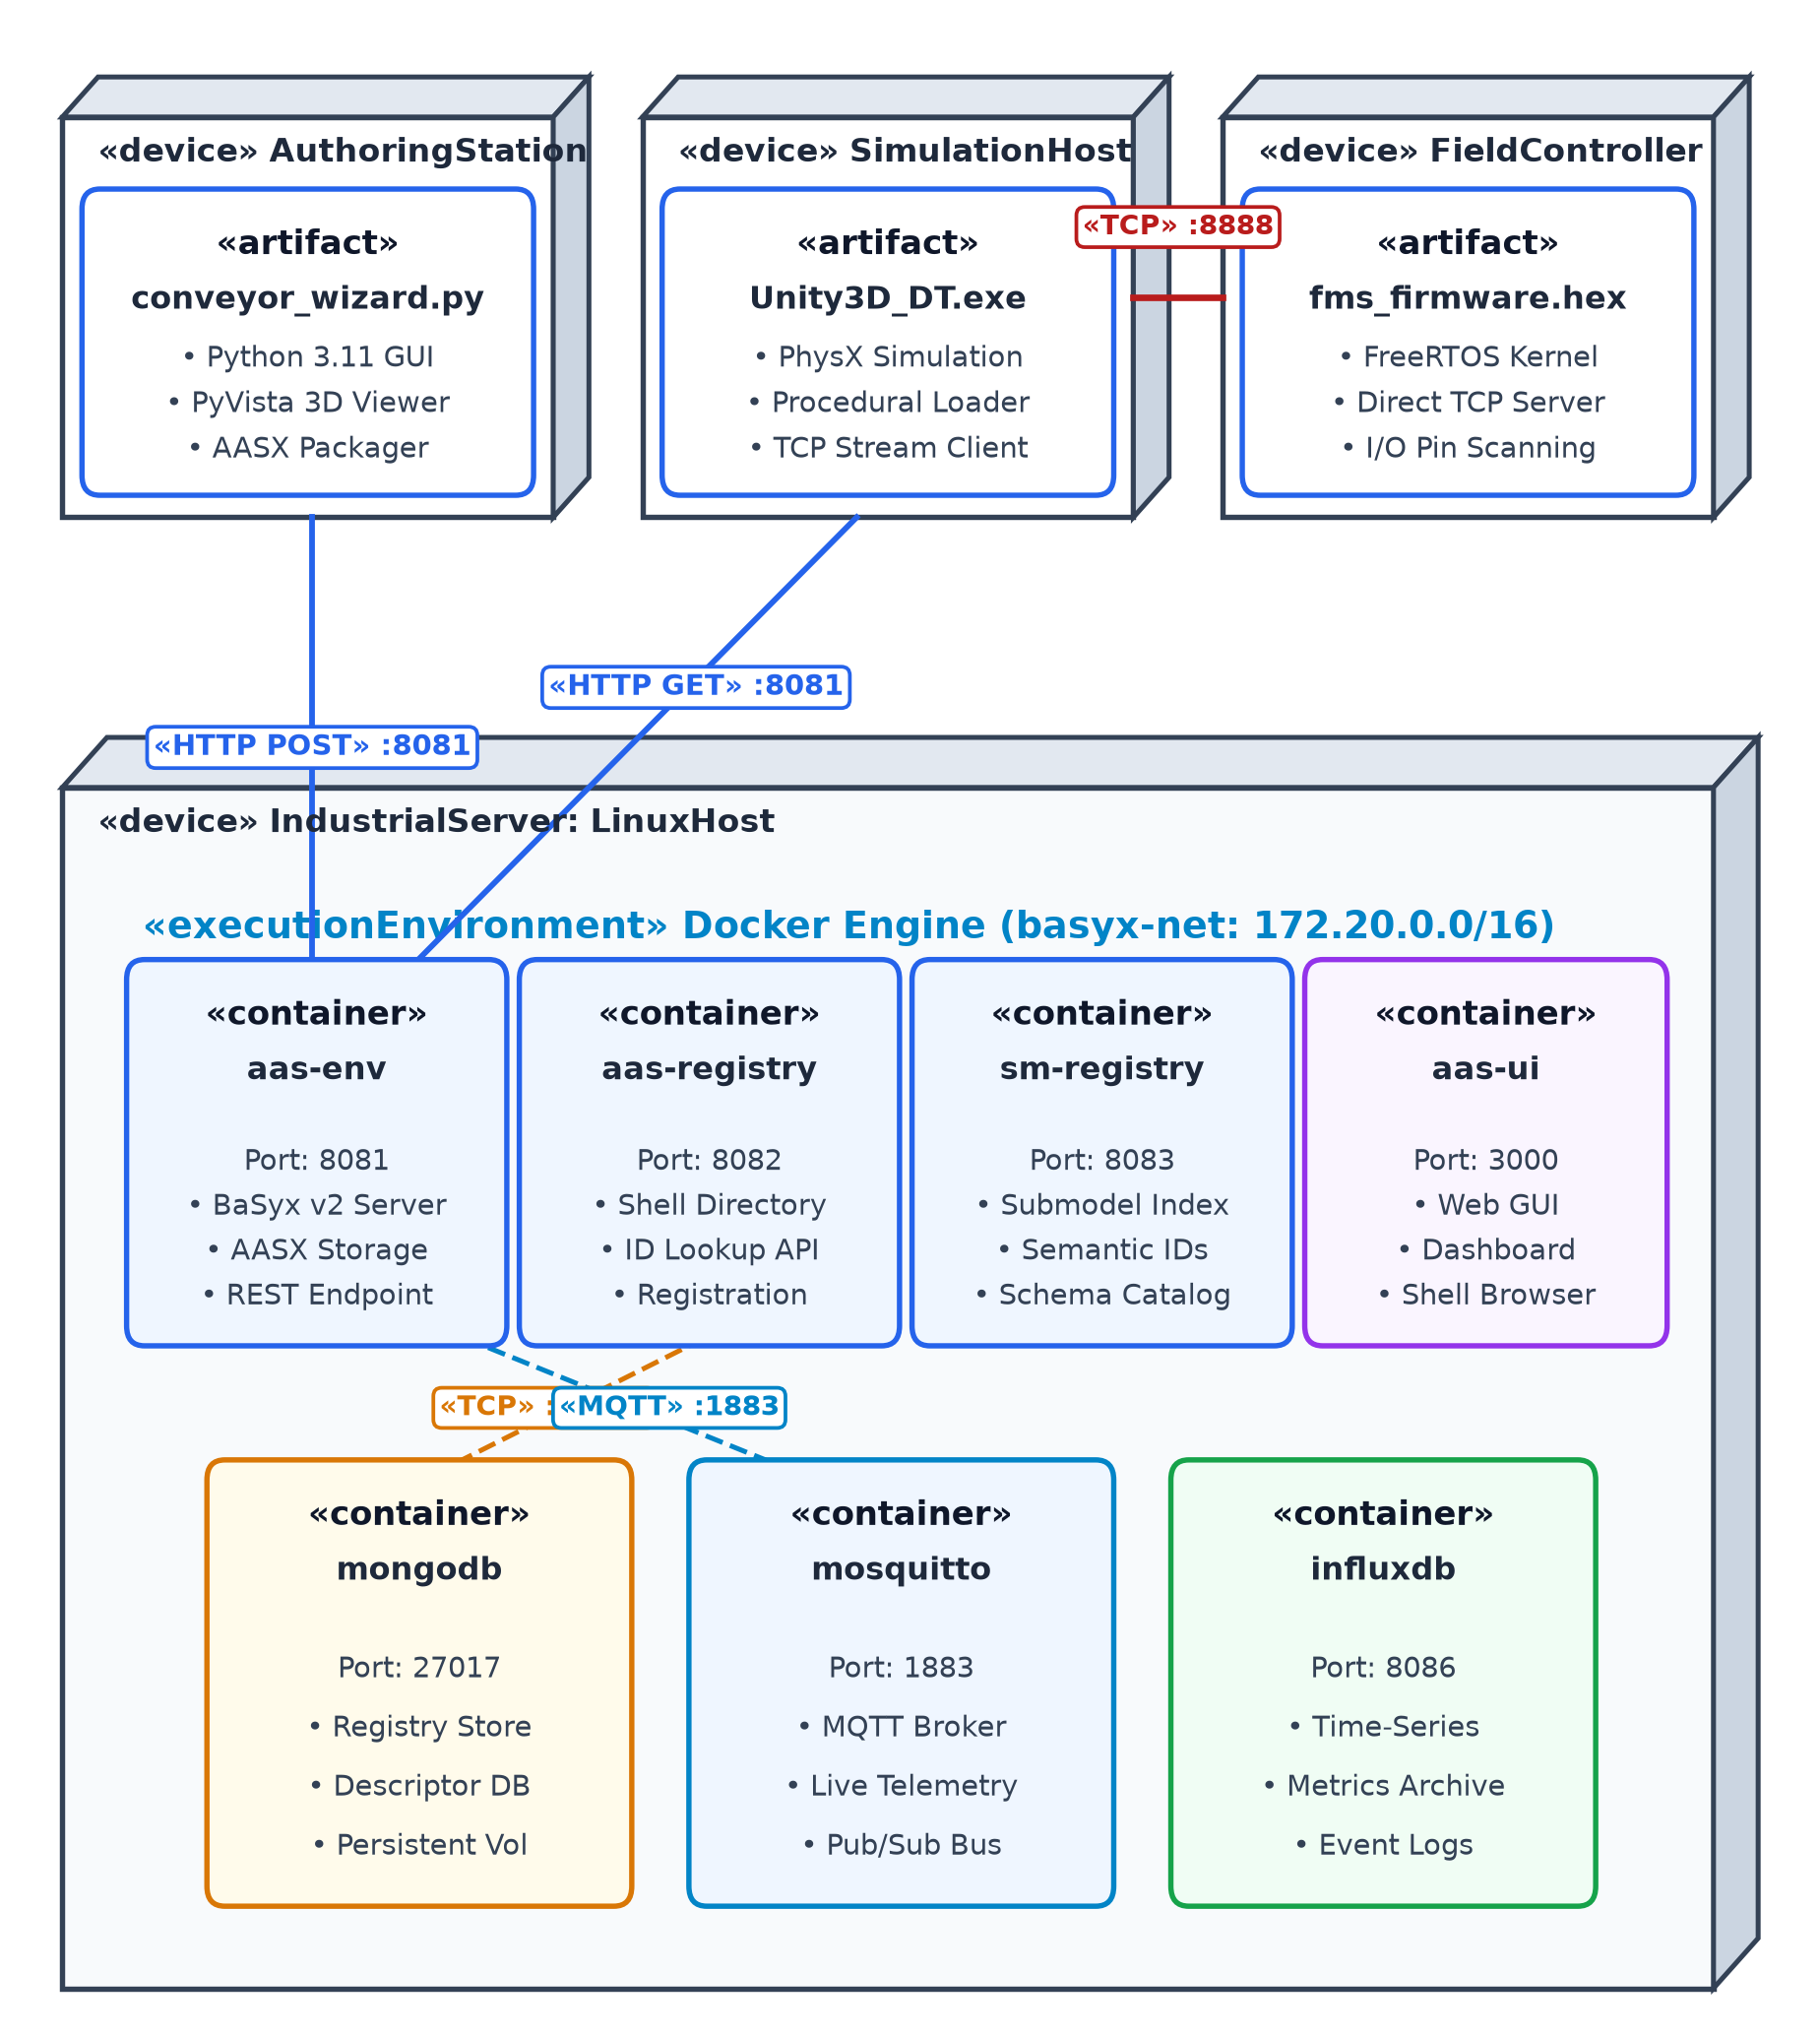 «device» AuthoringStation
«artifact»
conveyor_wizard.py
• Python 3.11 GUI
• PyVista 3D Viewer
• AASX Packager
«device» SimulationHost
«artifact»
Unity3D_DT.exe
• PhysX Simulation
• Procedural Loader
• TCP Stream Client
«TCP» :8888
«device» FieldController
«artifact»
fms_firmware.hex
• FreeRTOS Kernel
• Direct TCP Server
• I/O Pin Scanning
«HTTP GET» :8081
«HTTP POST» :8081
«device» IndustrialServer: LinuxHost
«executionEnvironment» Docker Engine (basyx-net: 172.20.0.0/16)
«container»
aas-env
Port: 8081
• BaSyx v2 Server
• AASX Storage
• REST Endpoint
«container»
aas-registry
Port: 8082
• Shell Directory
• ID Lookup API
• Registration
«container»
sm-registry
Port: 8083
• Submodel Index
• Semantic IDs
• Schema Catalog
«container»
aas-ui
Port: 3000
• Web GUI
• Dashboard
• Shell Browser
«TCP» :
«MQTT» :1883
«container»
mongodb
Port: 27017
• Registry Store
• Descriptor DB
• Persistent Vol
«container»
mosquitto
Port: 1883
• MQTT Broker
• Live Telemetry
• Pub/Sub Bus
«container»
influxdb
Port: 8086
• Time-Series
• Metrics Archive
• Event Logs